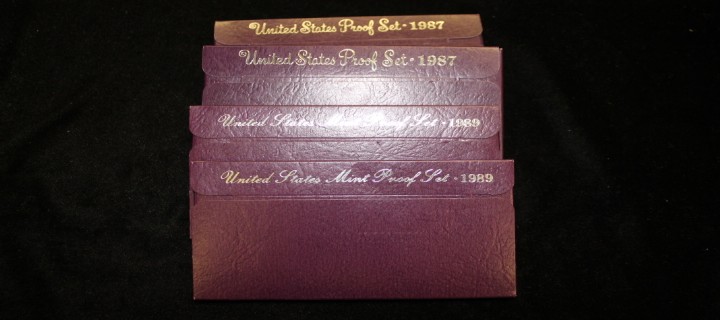 United States Proof Set - 1987
United States Proof Set - 1987
United States Mint Proof Set - 1989
United States Mint Proof Set - 1989